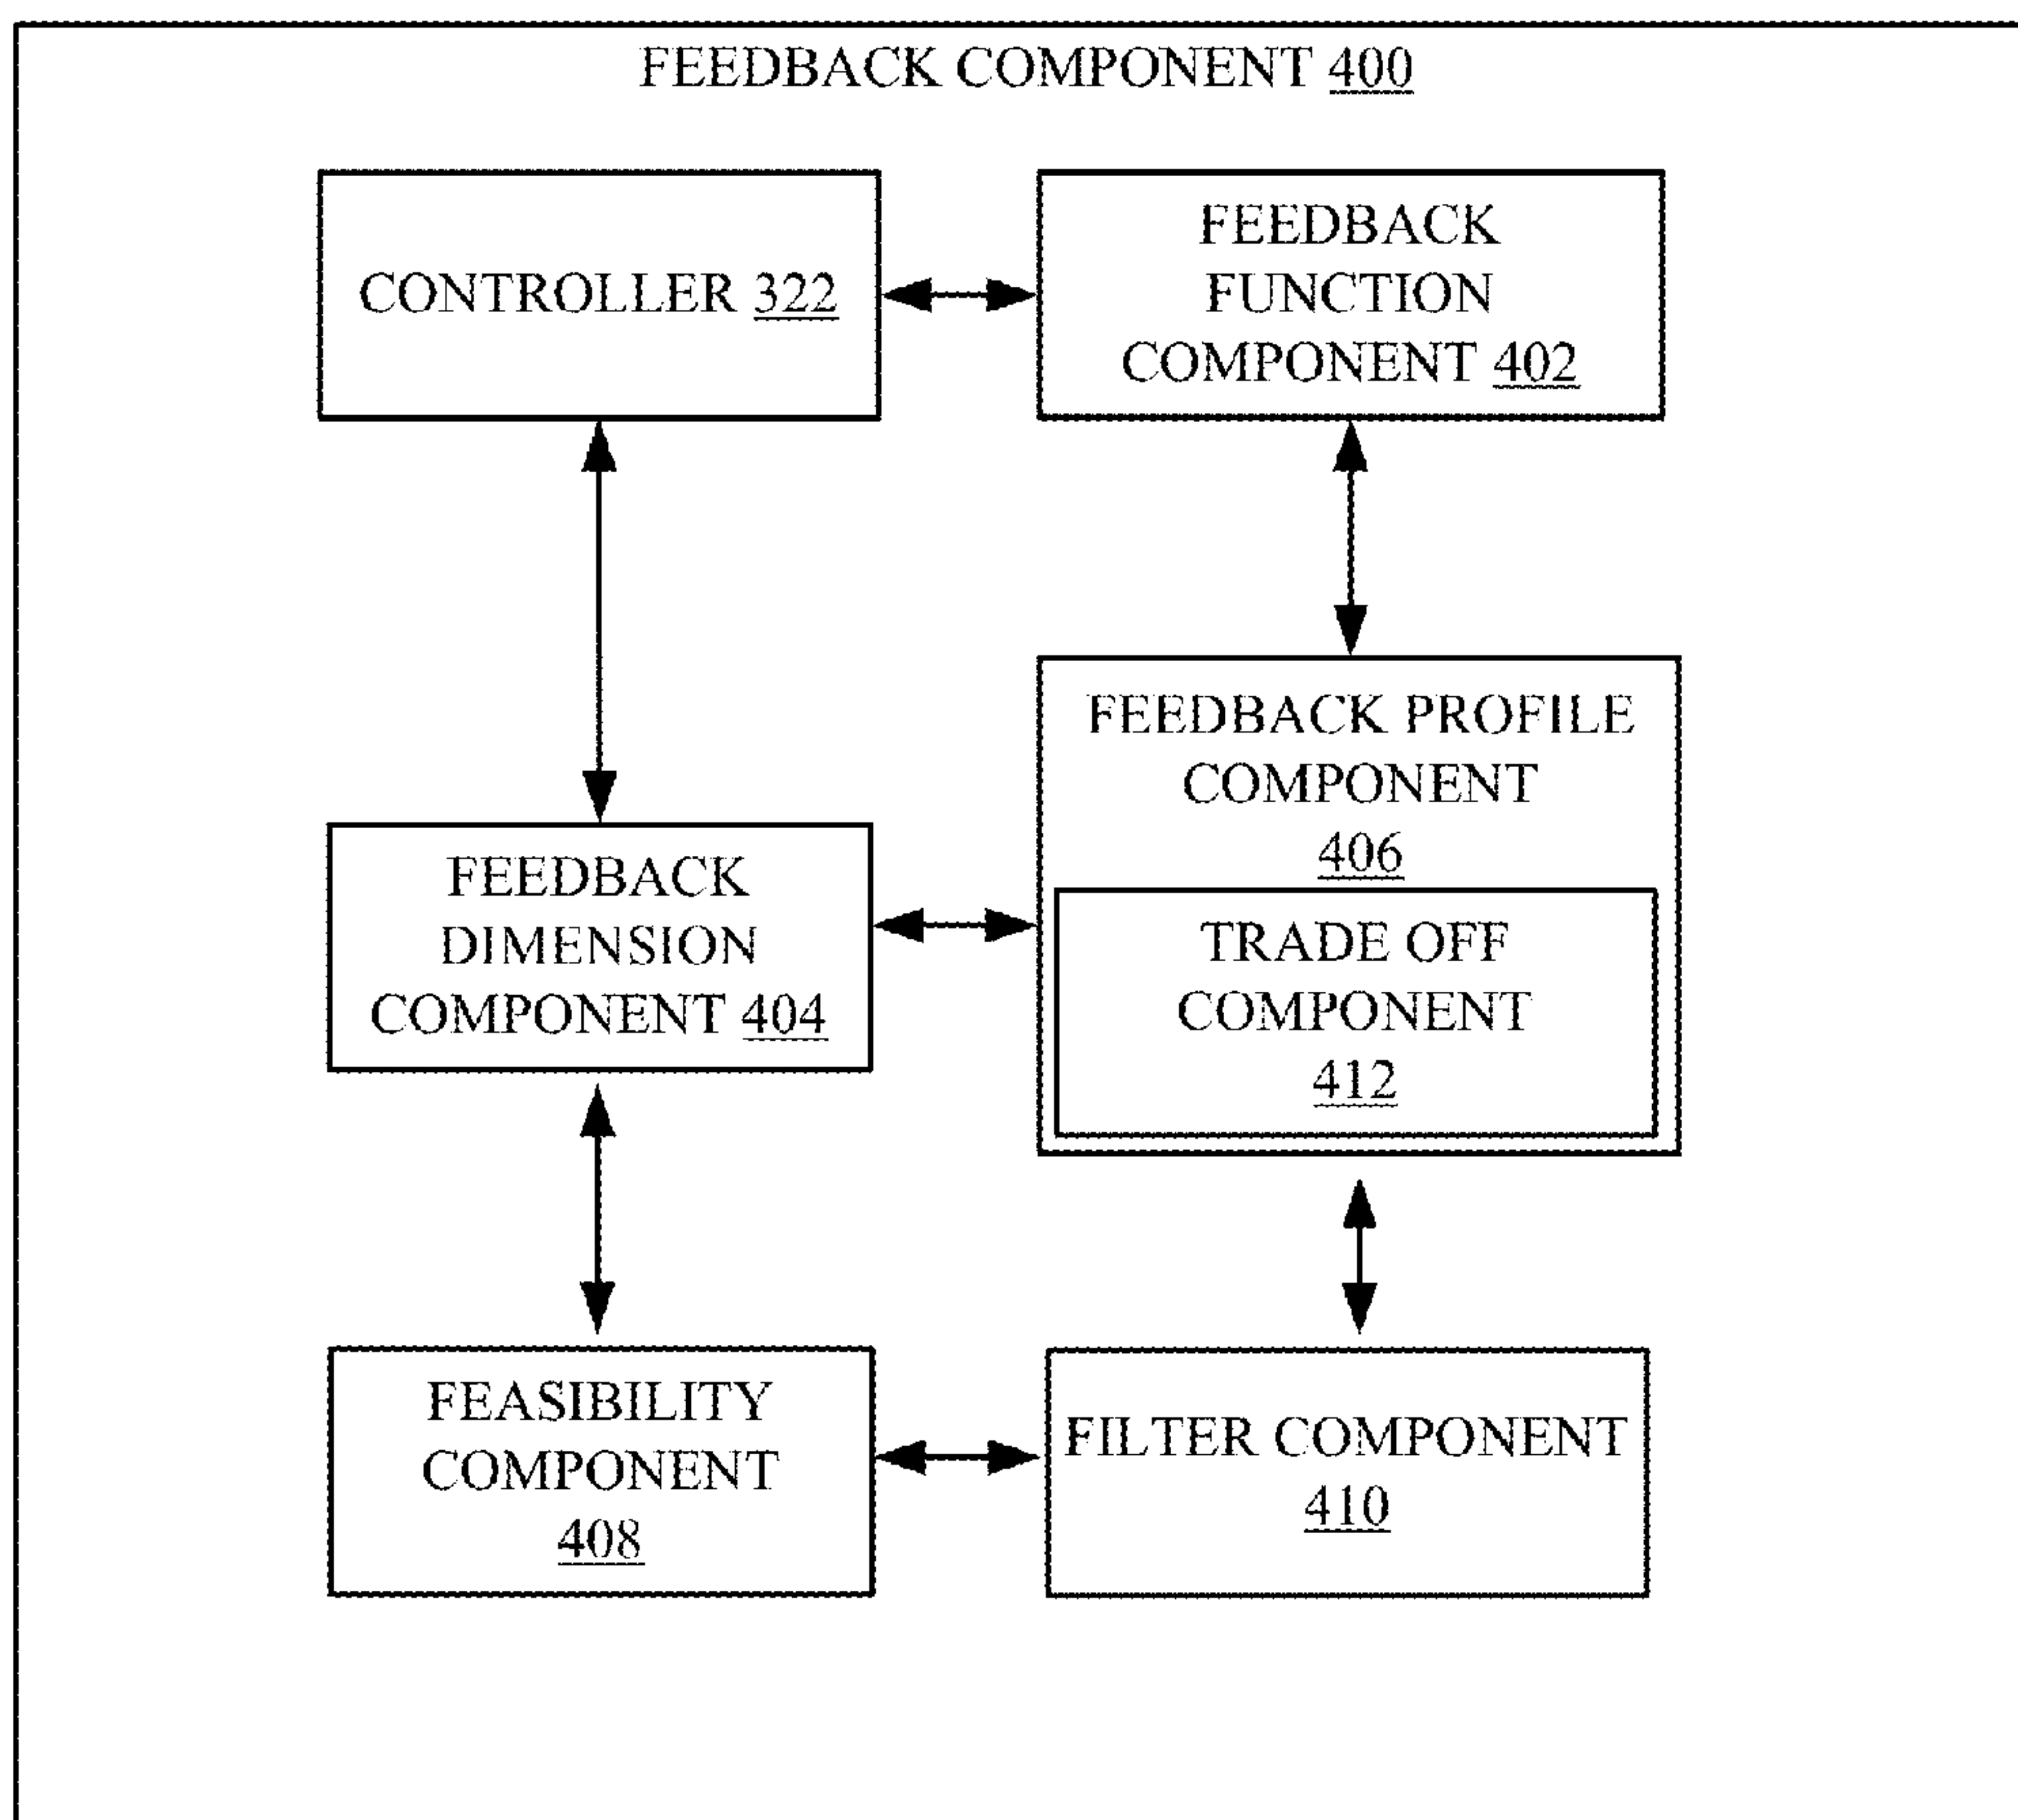 FEEDBACK COMPONENT 400
CONTROLLER 322
FEEDBACK
FUNCTION
COMPONENT 402
FEEDBACK PROFILE
COMPONENT
406
FEEDBACK
DIMENSION
COMPONENT 404
TRADE OFF
COMPONENT
412
FEASIBILITY
COMPONENT
408
FILTER COMPONENT
410